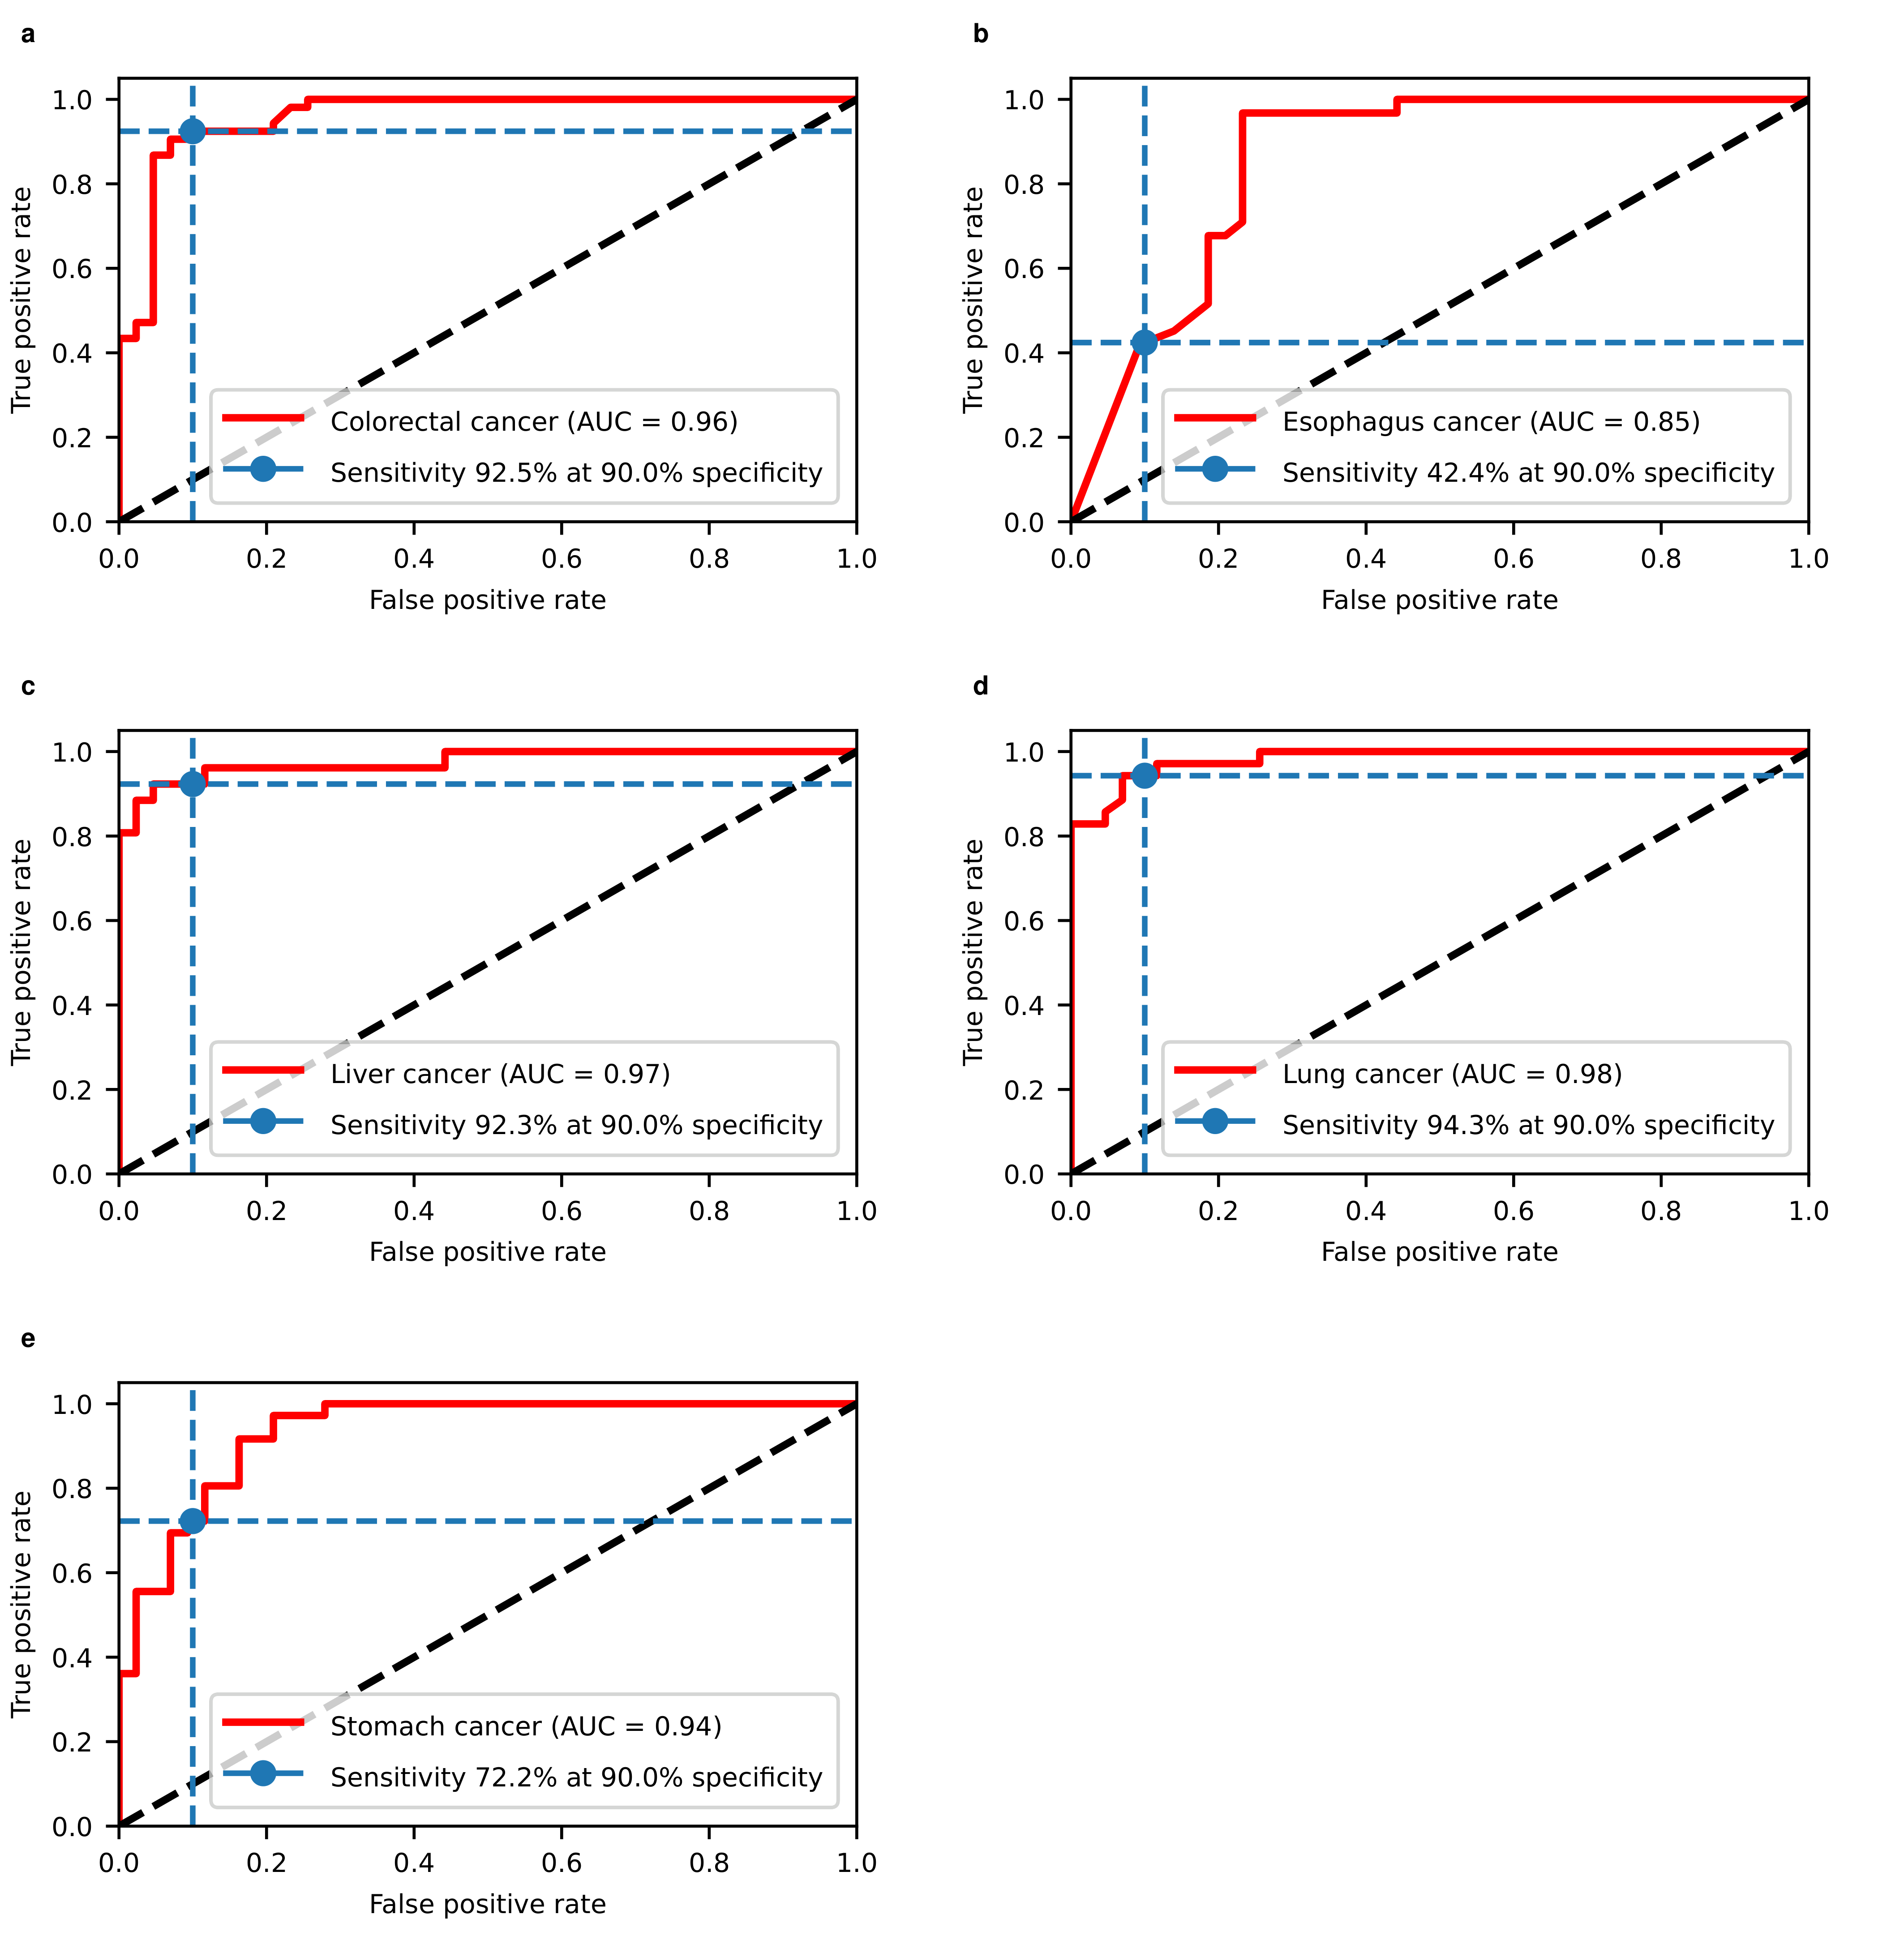 a
1.0
0.8
0.6
0.4
0.2
0.0
True positive rate
Colorectal cancer (AUC = 0.96)
Sensitivity 92.5% at 90.0% specificity
0.0 0.2 0.4 0.6 0.8 1.0
False positive rate
b
1.0
0.8
0.6
0.4
0.2
0.0
True positive rate
Esophagus cancer (AUC = 0.85)
Sensitivity 42.4% at 90.0% specificity
0.0 0.2 0.4 0.6 0.8 1.0
False positive rate
c
1.0
0.8
0.6
0.4
0.2
0.0
True positive rate
Liver cancer (AUC = 0.97)
Sensitivity 92.3% at 90.0% specificity
0.0 0.2 0.4 0.6 0.8 1.0
False positive rate
d
1.0
0.8
0.6
0.4
0.2
0.0
True positive rate
Lung cancer (AUC = 0.98)
Sensitivity 94.3% at 90.0% specificity
0.0 0.2 0.4 0.6 0.8 1.0
False positive rate
e
1.0
0.8
0.6
0.4
0.2
0.0
True positive rate
Stomach cancer (AUC = 0.94)
Sensitivity 72.2% at 90.0% specificity
0.0 0.2 0.4 0.6 0.8 1.0
False positive rate